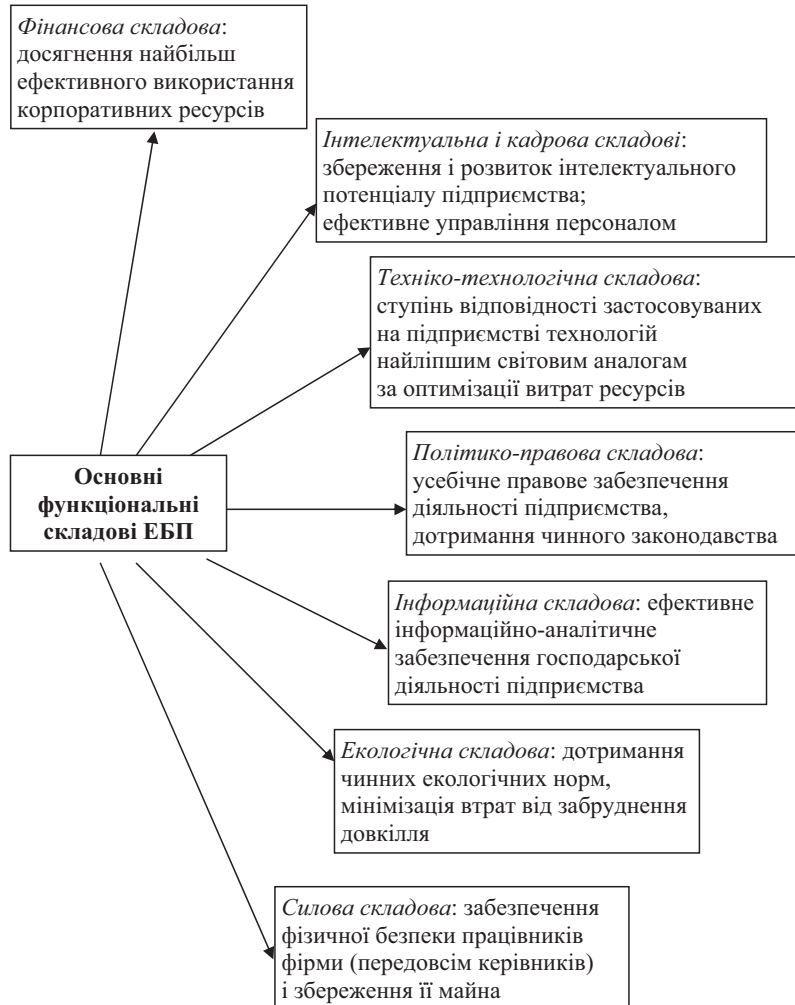 Фінансова складова:
досягнення найбільш
ефективного використання
корпоративних ресурсів
Інтелектуальна і кадрова складові:
збереження і розвиток інтелектуального
потенціалу підприємства;
ефективне управління персоналом
Техніко-технологічна складова:
ступінь відповідності застосовуваних
на підприємстві технологій
найліпшим світовим аналогам
за оптимізації витрат ресурсів
Основні
функціональні
складові ЕБП
Політико-правова складова:
усебічне правове забезпечення
діяльності підприємства,
дотримання чинного законодавства
Інформаційна складова: ефективне
інформаційно-аналітичне
забезпечення господарської
діяльності підприємства
Екологічна складова: дотримання
чинних екологічних норм,
мінімізація втрат від забруднення
довкілля
Силова складова: забезпечення
фізичної безпеки працівників
фірми (передовсім керівників)
і збереження її майна